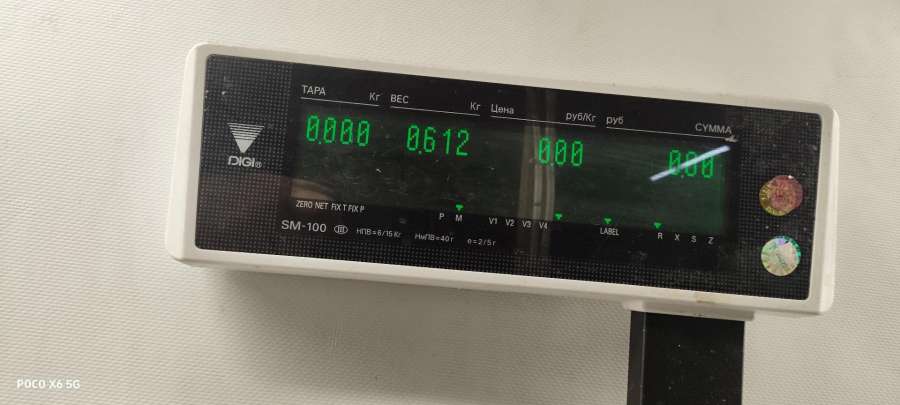 ТАРА Кг ВЕС Кг Цена руб/Кг руб СУММА
0.000 0.612 0.00 0.00
DIGI®
ZERO NET FIX T FIX P P M V1 V2 V3 V4 LABEL R X S Z
SM-100 III НПВ=6/15Кг НмПВ=40г e=2/5г
POCO X6 5G